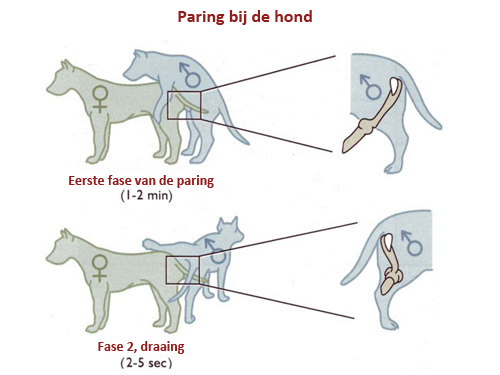 Paring bij de hond
Eerste fase van de paring
(1-2 min)
Fase 2, draaing
(2-5 sec)